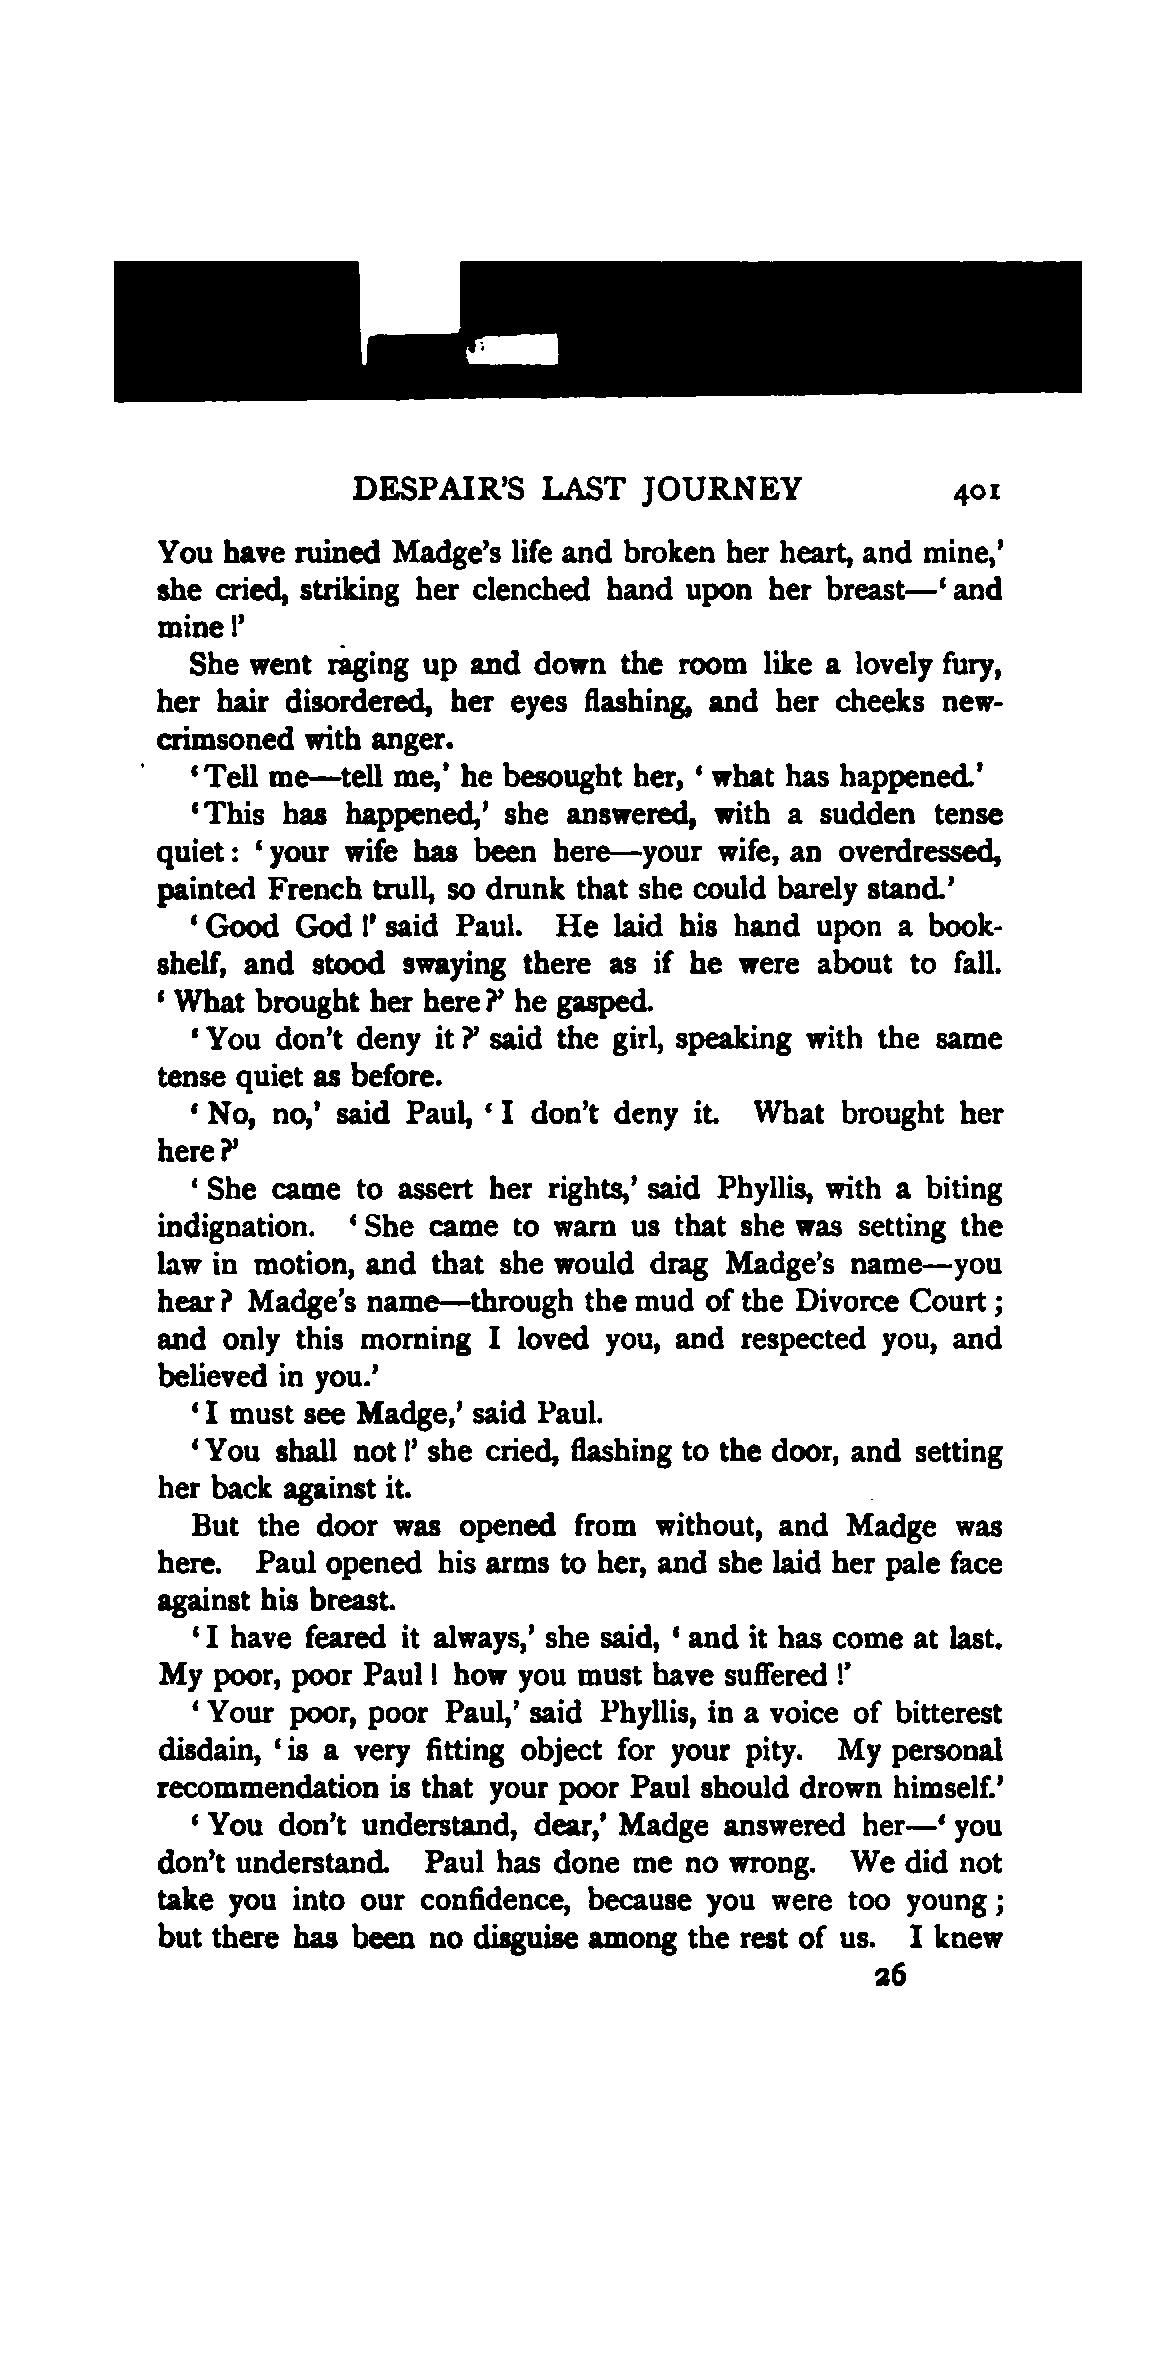 DESPAIR'S LAST JOURNEY 401
You have ruined Madge's life and broken her heart, and mine,'
she cried, striking her clenched hand upon her breast—'and
mine!'
She went raging up and down the room like a lovely fury,
her hair disordered, her eyes flashing, and her cheeks new-
crimsoned with anger.
'Tell me—tell me,' he besought her, 'what has happened.'
'This has happened,' she answered, with a sudden tense
quiet: 'your wife has been here—your wife, an overdressed,
painted French trull, so drunk that she could barely stand.'
'Good God!' said Paul. He laid his hand upon a book-
shelf, and stood swaying there as if he were about to fall.
'What brought her here?' he gasped.
'You don't deny it?' said the girl, speaking with the same
tense quiet as before.
'No, no,' said Paul, 'I don't deny it. What brought her
here?'
'She came to assert her rights,' said Phyllis, with a biting
indignation. 'She came to warn us that she was setting the
law in motion, and that she would drag Madge's name—you
hear? Madge's name—through the mud of the Divorce Court;
and only this morning I loved you, and respected you, and
believed in you.'
'I must see Madge,' said Paul.
'You shall not!' she cried, flashing to the door, and setting
her back against it.
But the door was opened from without, and Madge was
here. Paul opened his arms to her, and she laid her pale face
against his breast.
'I have feared it always,' she said, 'and it has come at last.
My poor, poor Paul! how you must have suffered!'
'Your poor, poor Paul,' said Phyllis, in a voice of bitterest
disdain, 'is a very fitting object for your pity. My personal
recommendation is that your poor Paul should drown himself.'
'You don't understand, dear,' Madge answered her—'you
don't understand. Paul has done me no wrong. We did not
take you into our confidence, because you were too young;
but there has been no disguise among the rest of us. I knew
26